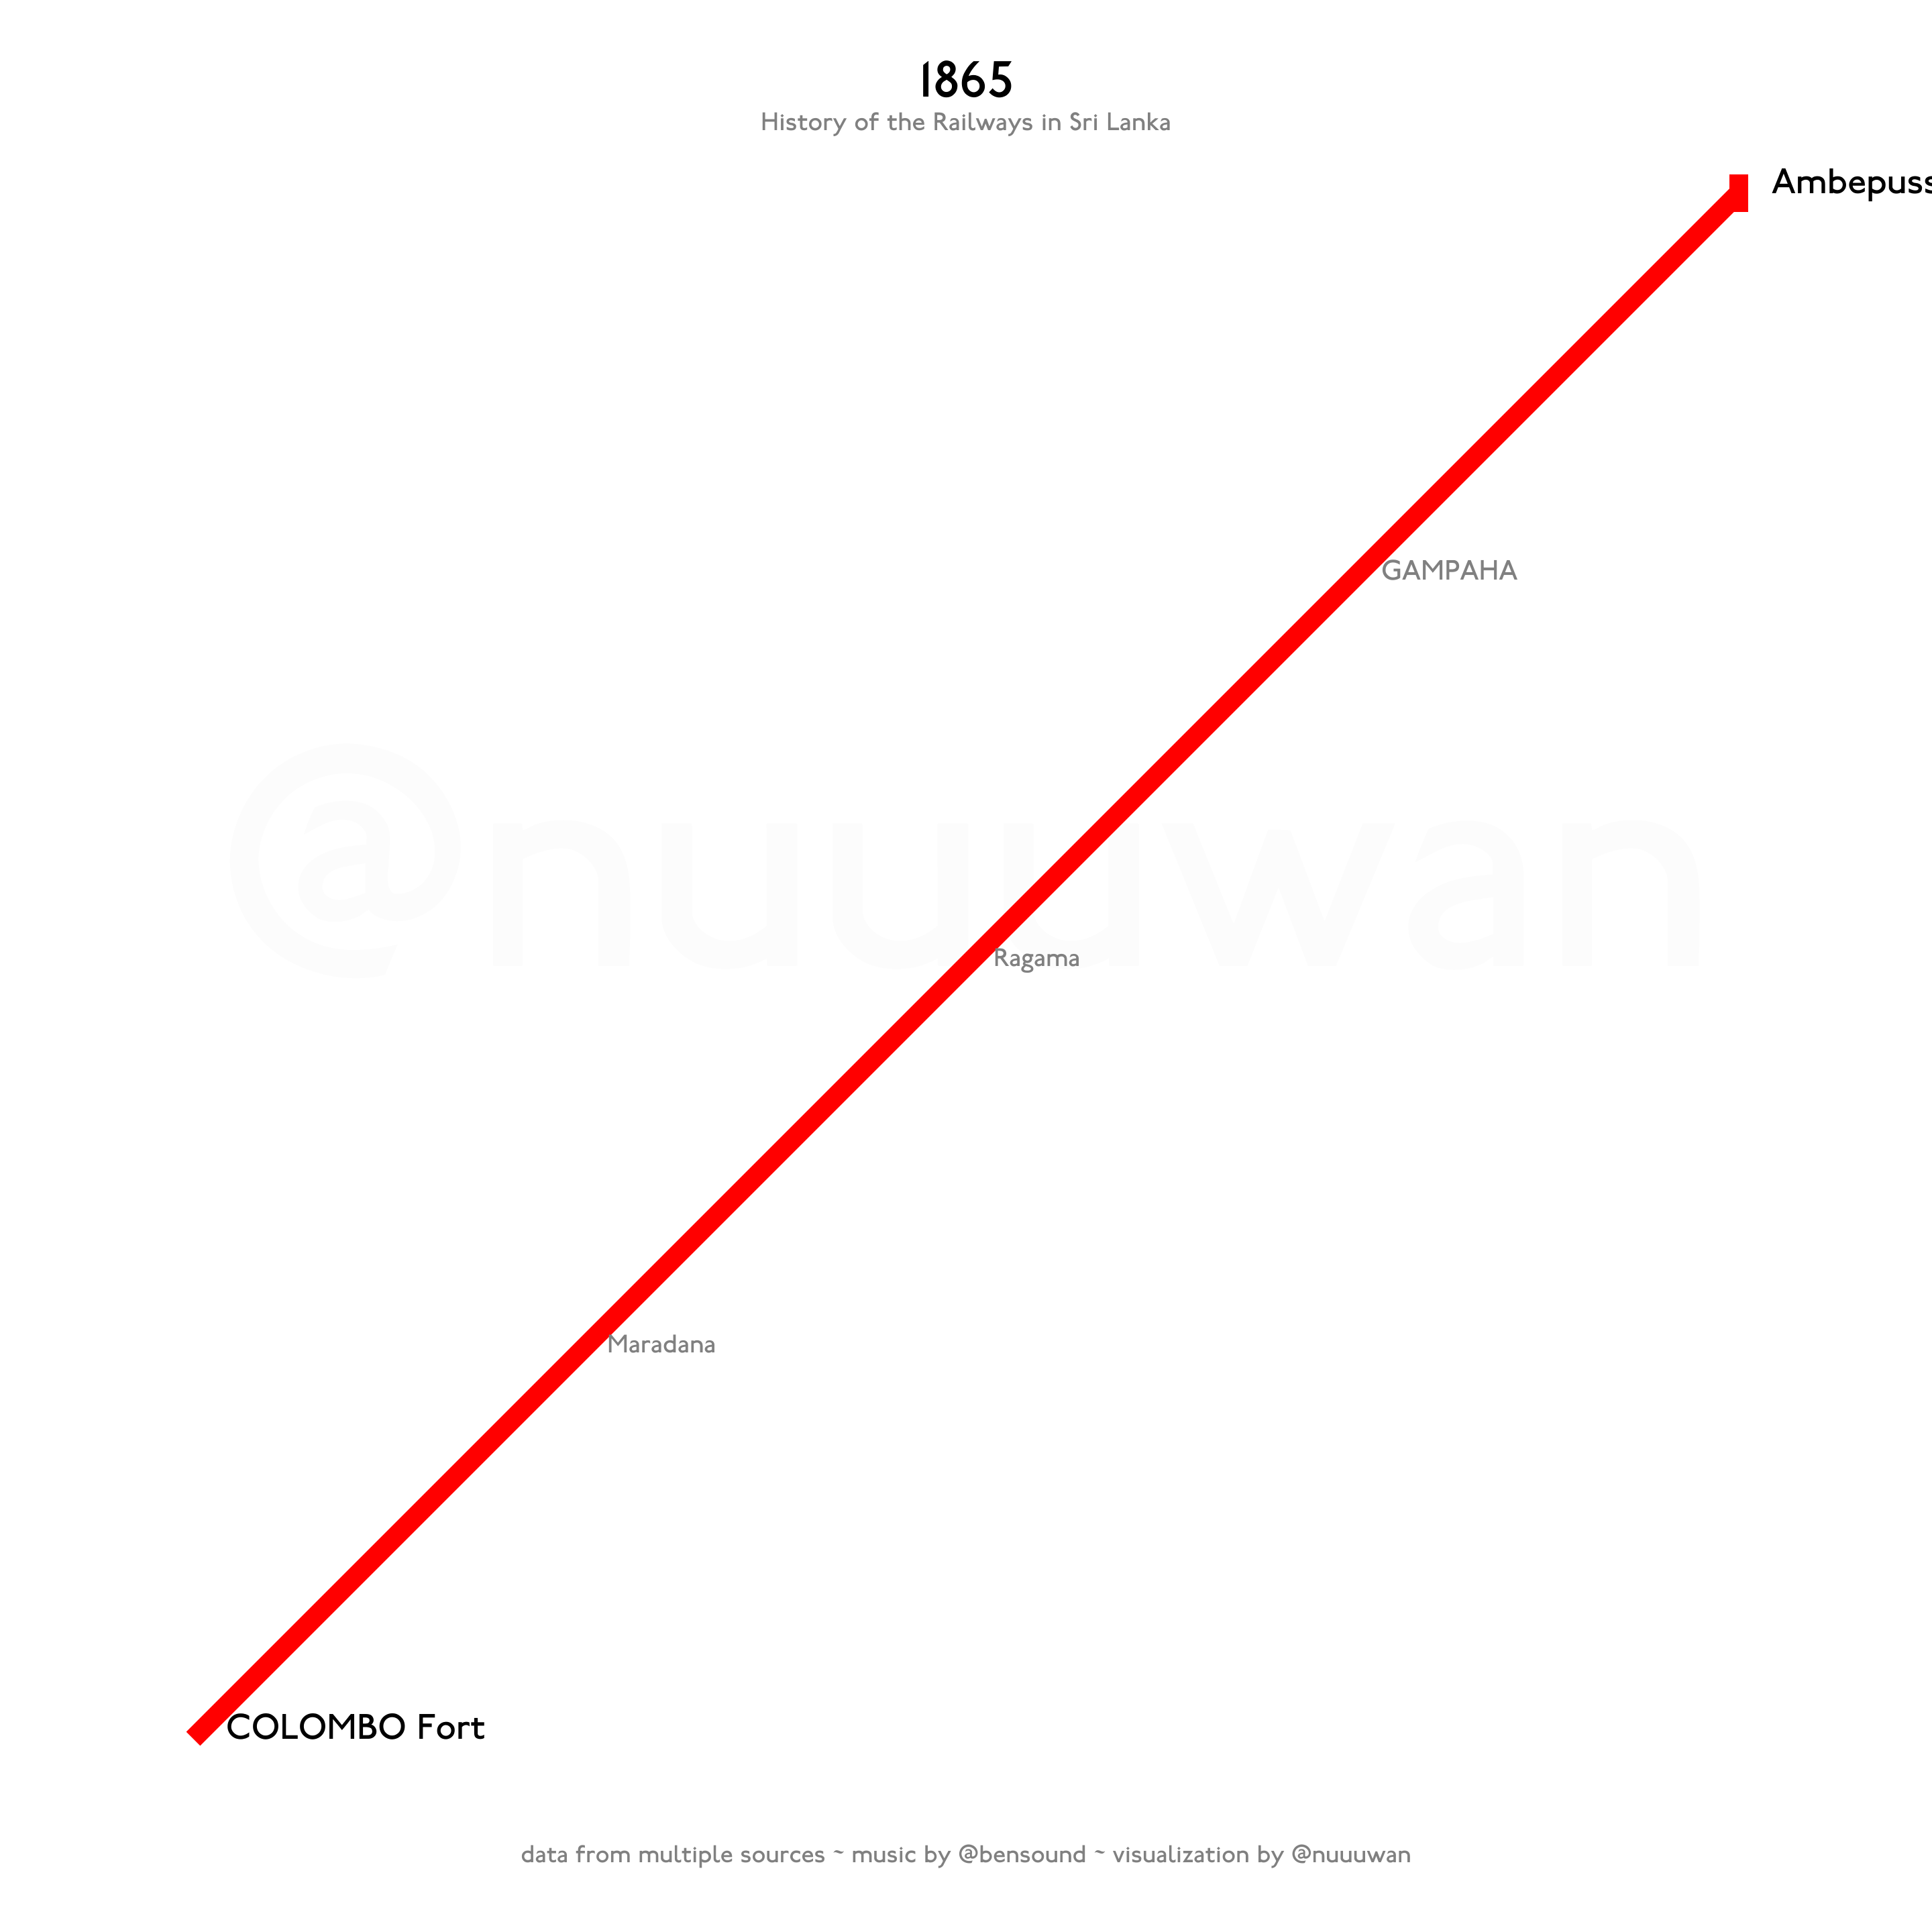 1865
History of the Railways in Sri Lanka
Ambepuss
GAMPAHA
@nuuuwan
Ragama
Maradana
COLOMBO Fort
data from multiple sources ~ music by @bensound ~ visualization by @nuuuwan